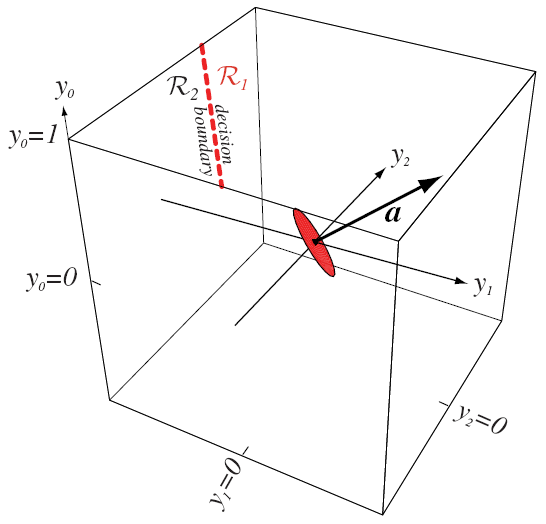 y₀
R₂ R₁
y₀=1
decision
boundary
y₂
a
y₀=0
y₁
y₂=0
y₁=0